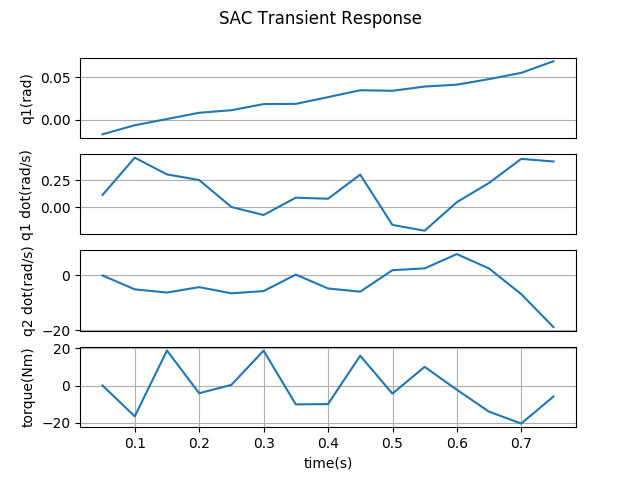 SAC Transient Response
q1(rad)
0.05
0.00
q1 dot(rad/s)
0.25
0.00
q2 dot(rad/s)
0
−20
torque(Nm)
20
0
−20
0.1 0.2 0.3 0.4 0.5 0.6 0.7
time(s)